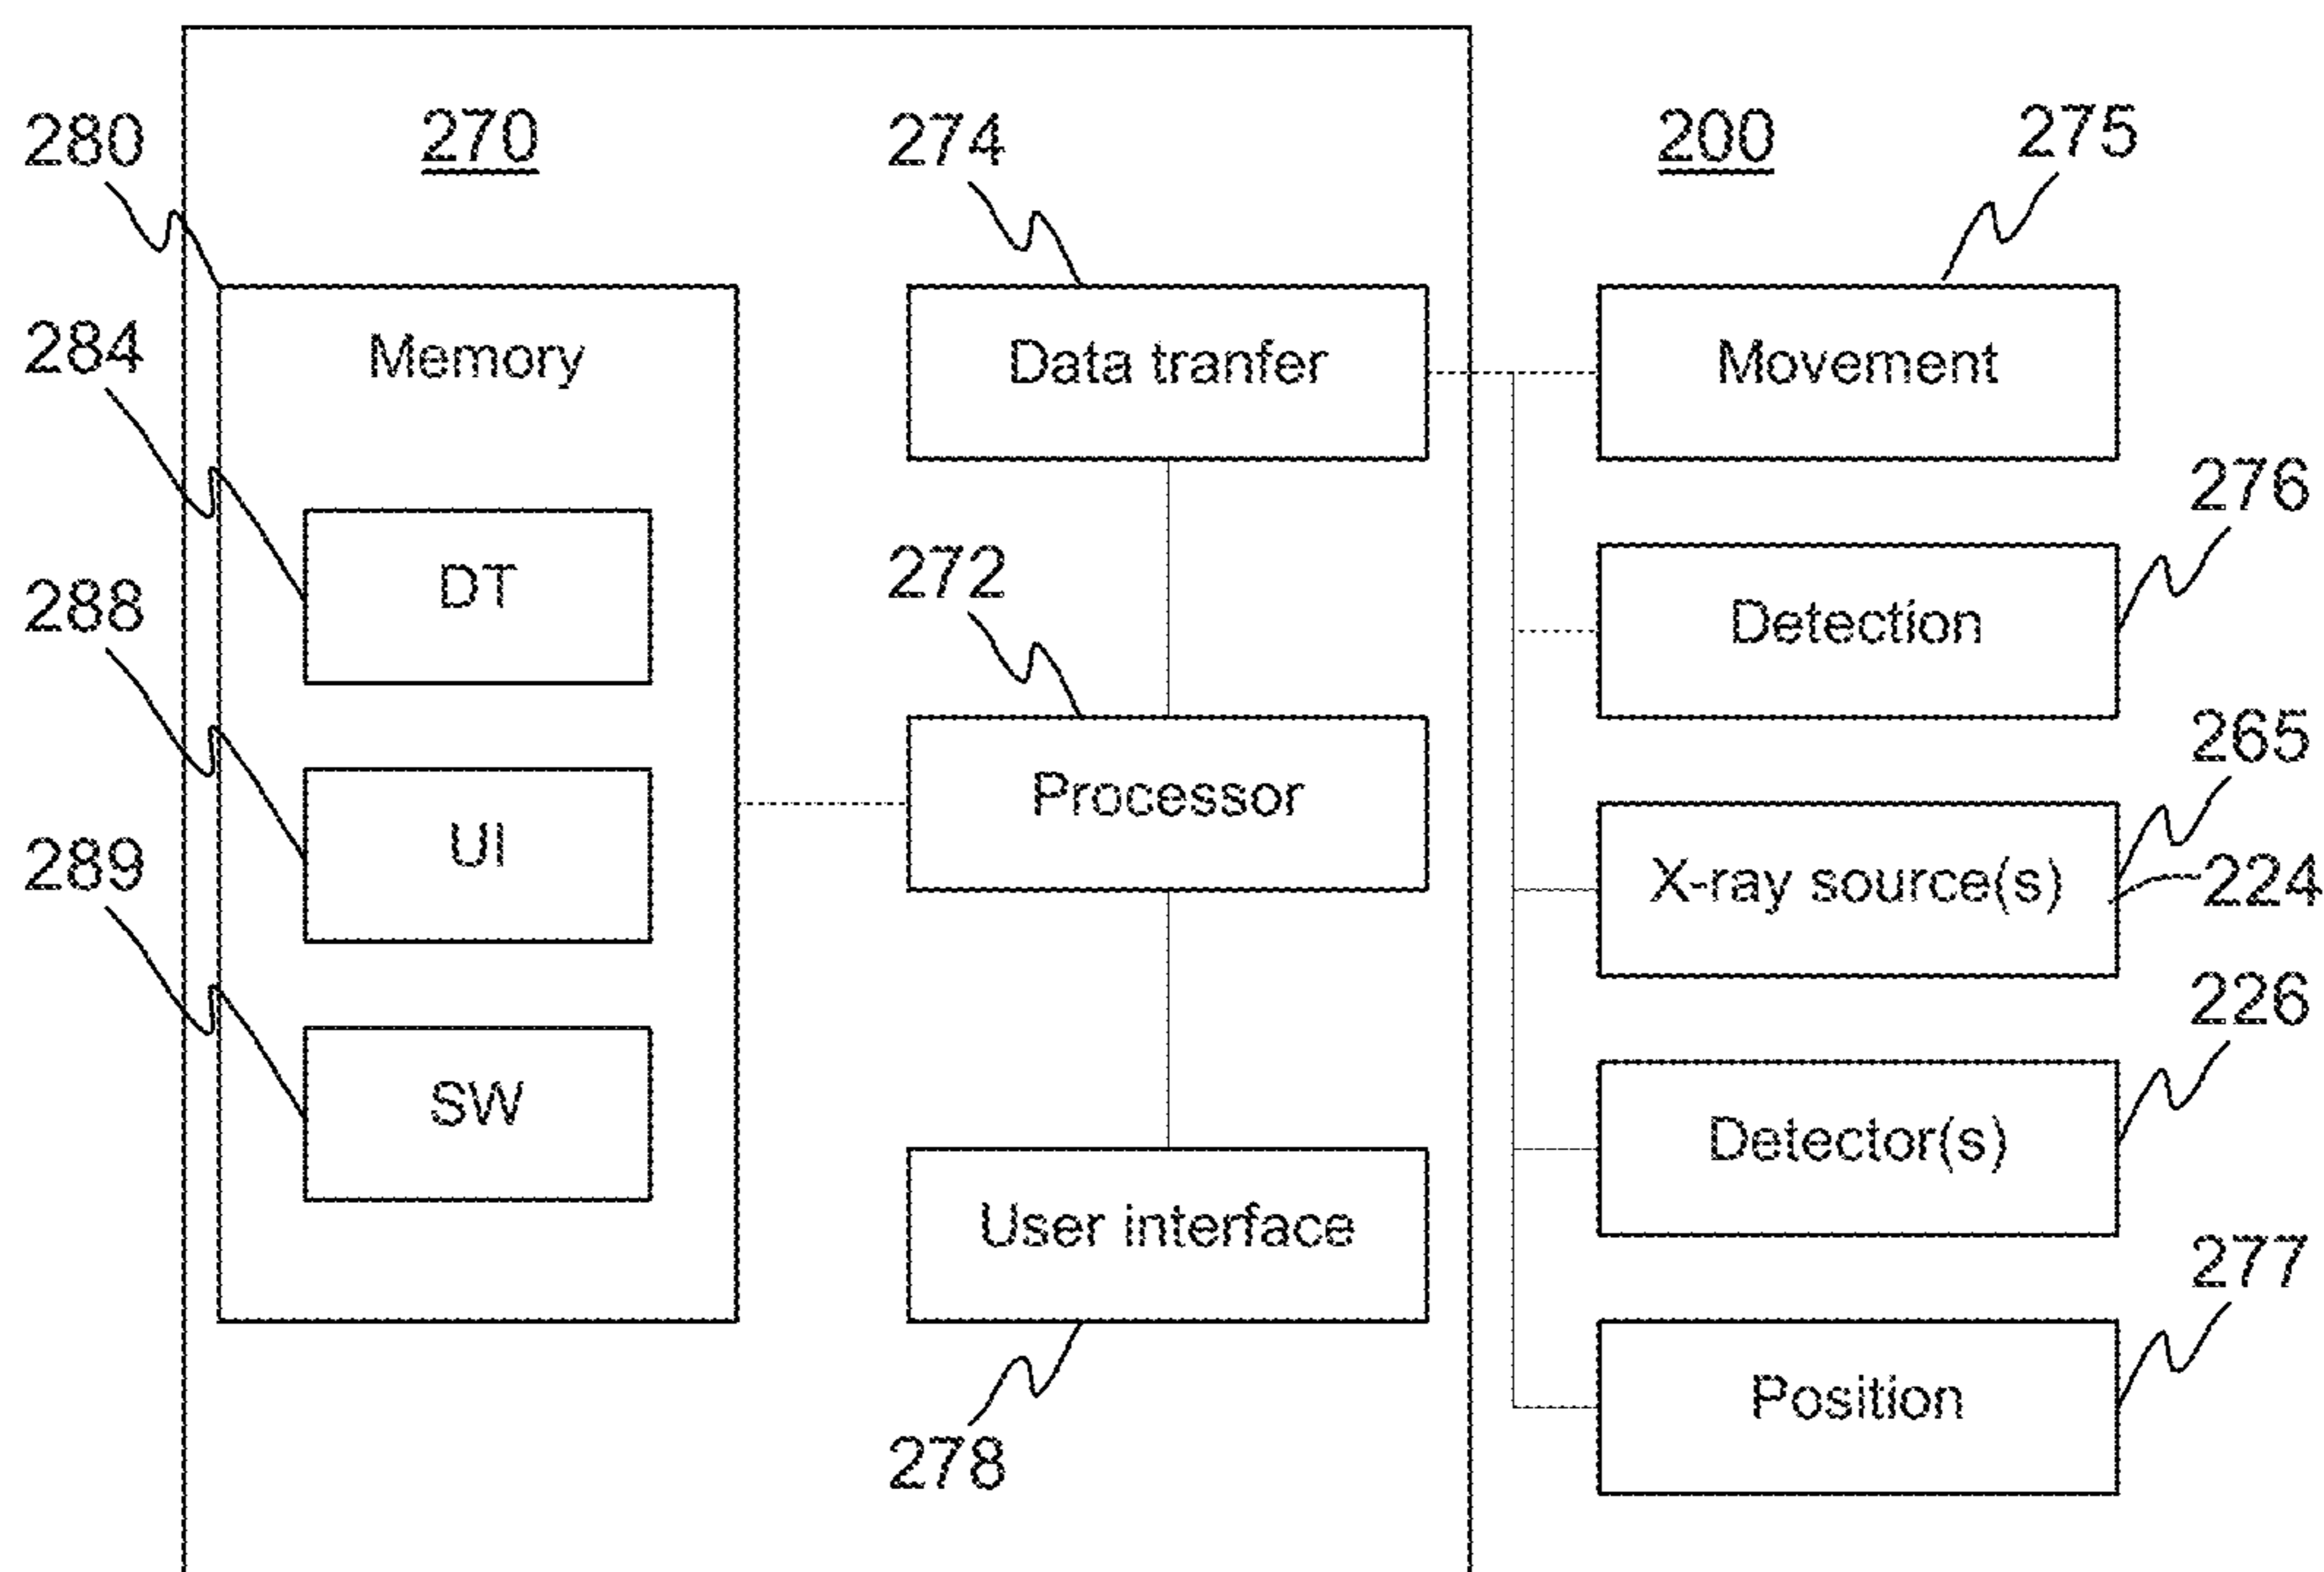 280
270
274
200
275
284
Memory
Data tranfer
Movement
276
288
DT
272
Detection
265
289
UI
Processor
X-ray source(s)
224
226
SW
Detector(s)
User interface
277
278
Position